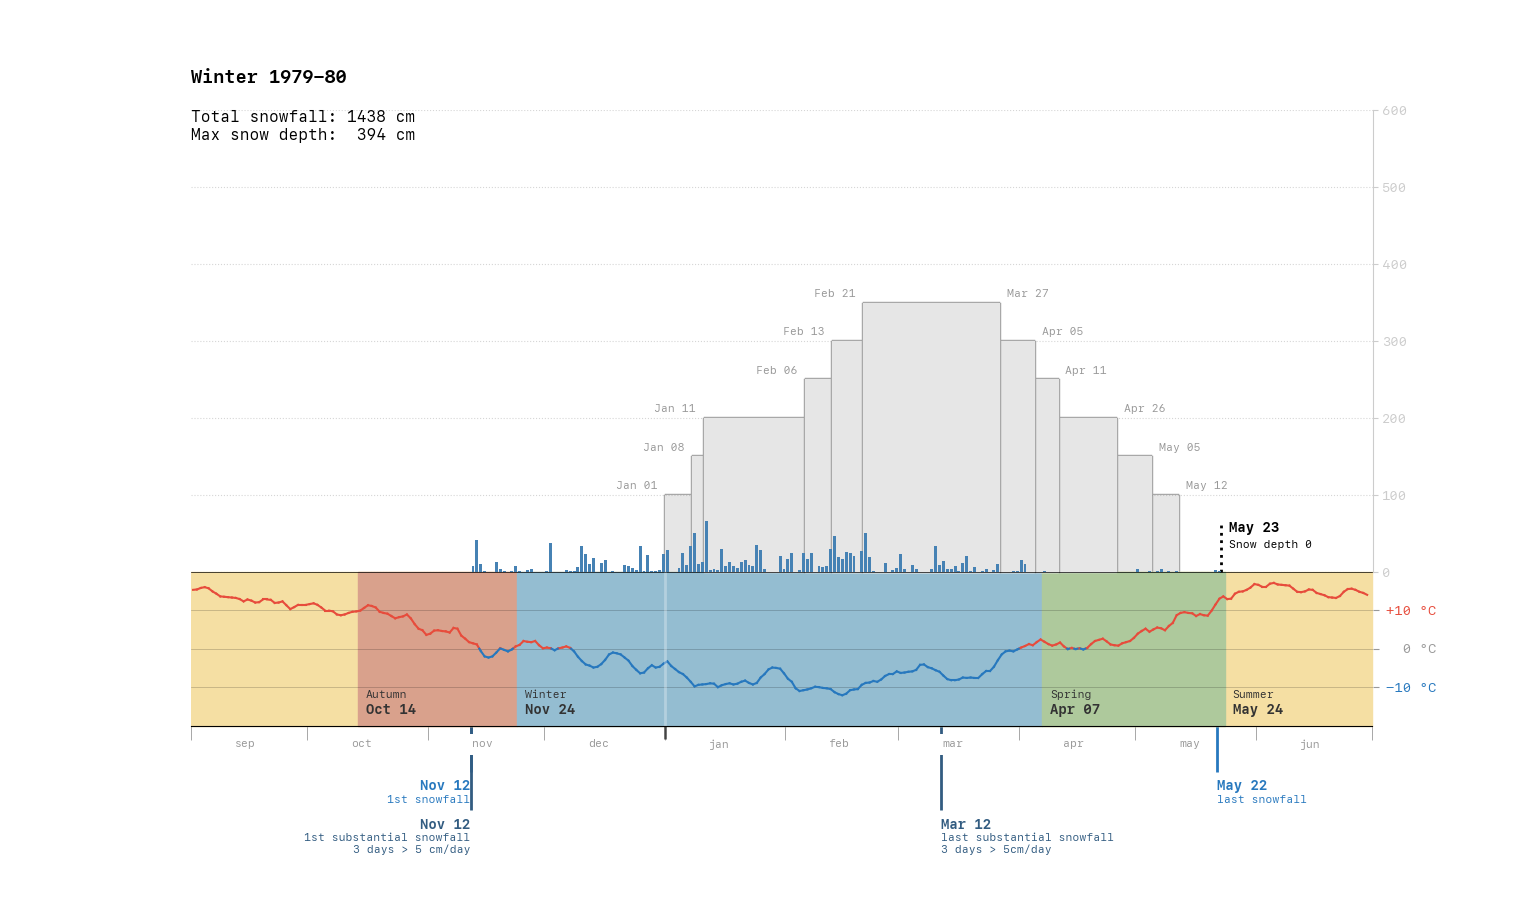 Winter 1979–80
Total snowfall: 1438 cm
Max snow depth:  394 cm
600
500
400
300
200
100
0
Feb 21
Mar 27
Feb 13
Apr 05
Feb 06
Apr 11
Jan 11
Apr 26
Jan 08
May 05
Jan 01
May 12
May 23
Snow depth 0
+10 °C
0 °C
−10 °C
Autumn
Oct 14
Winter
Nov 24
Spring
Apr 07
Summer
May 24
sep
oct
nov
dec
jan
feb
mar
apr
may
jun
Nov 12
1st snowfall
Nov 12
1st substantial snowfall
3 days > 5 cm/day
Mar 12
last substantial snowfall
3 days > 5cm/day
May 22
last snowfall